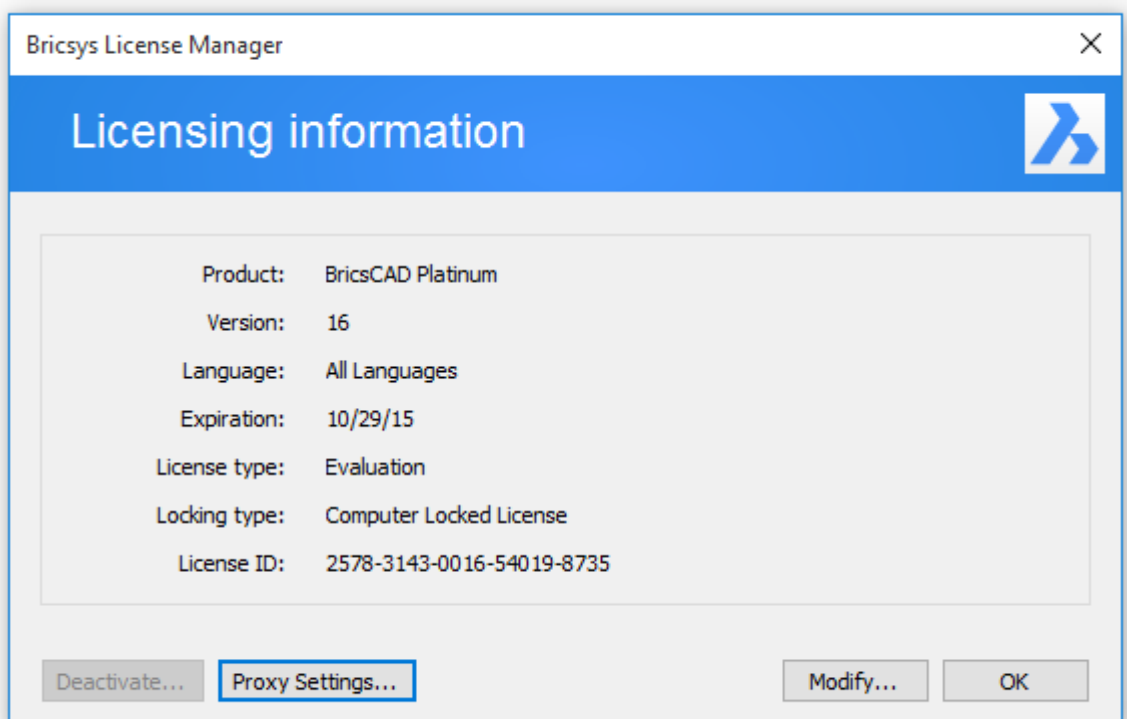 Bricsys License Manager
Licensing information
Product: BricsCAD Platinum
Version: 16
Language: All Languages
Expiration: 10/29/15
License type: Evaluation
Locking type: Computer Locked License
License ID: 2578-3143-0016-54019-8735
Deactivate... Proxy Settings... Modify... OK